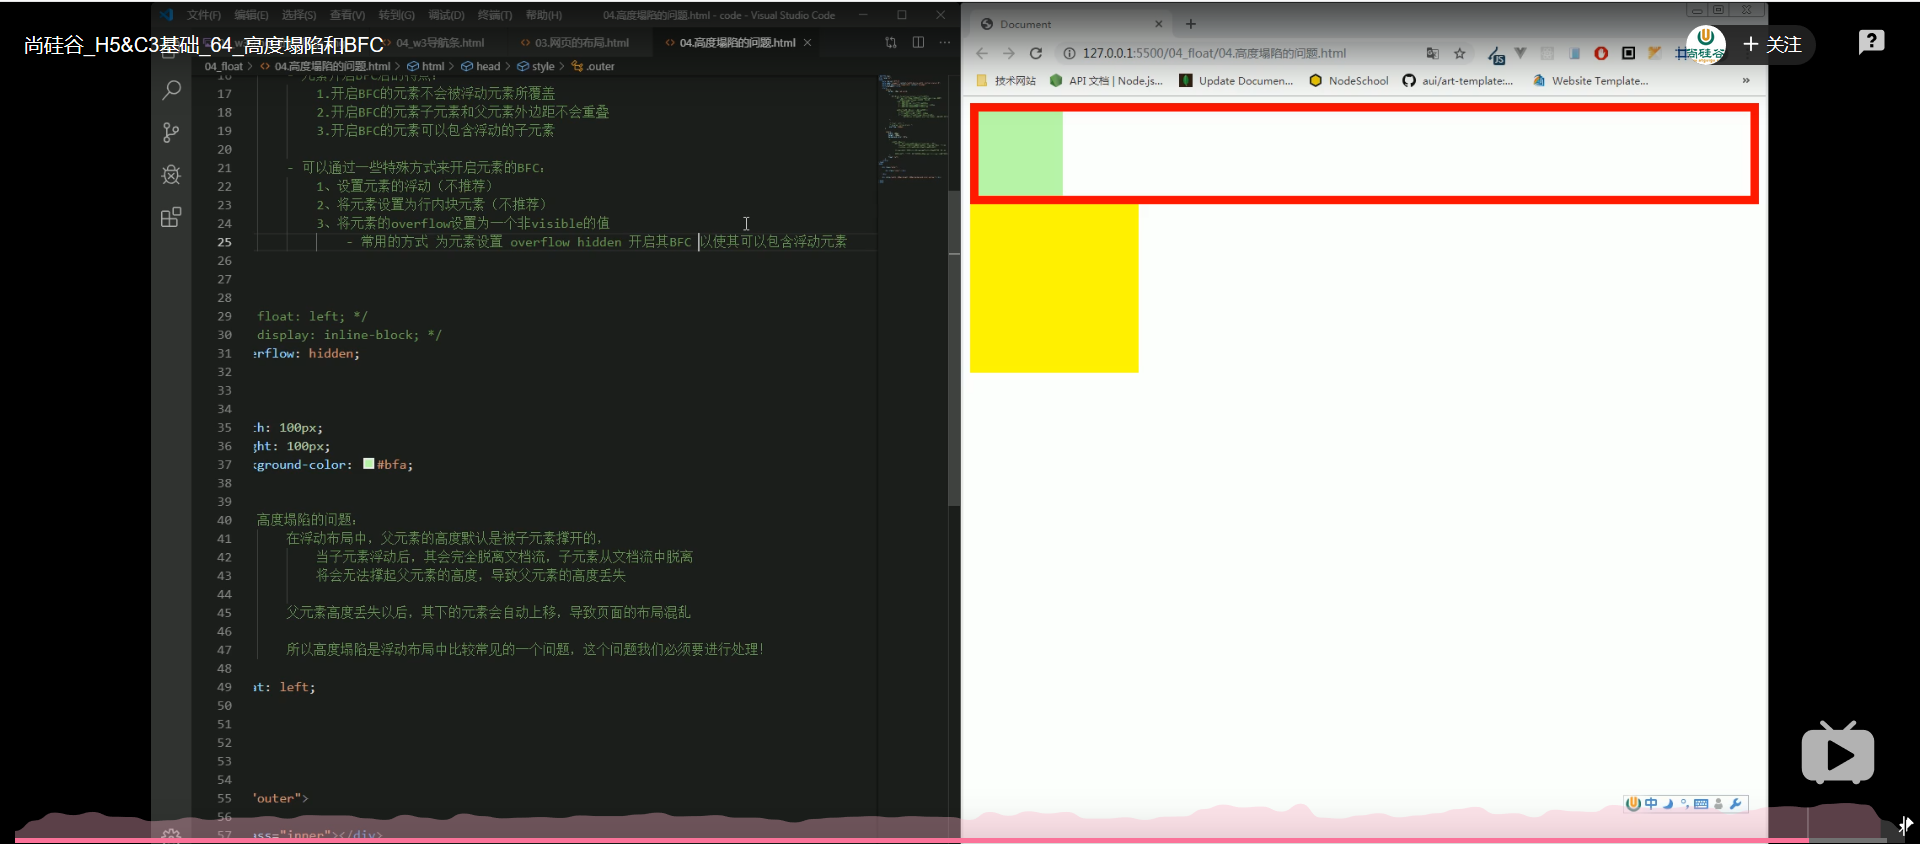 文件(F) 编辑(E) 选择(S) 查看(V) 转到(G) 调试(D) 终端(T) 帮助(H) 04.高度塌陷的问题.html - code - Visual Studio Code
尚硅谷_H5&C3基础_64_高度塌陷和BFC
04_w3导航条.html 03.网页的布局.html 04.高度塌陷的问题.html
04_float > 04.高度塌陷的问题.html > html > head > style > .outer
17 1.开启BFC的元素不会被浮动元素所覆盖
18 2.开启BFC的元素子元素和父元素外边距不会重叠
19 3.开启BFC的元素可以包含浮动的子元素
20
21 - 可以通过一些特殊方式来开启元素的BFC:
22 1、设置元素的浮动（不推荐）
23 2、将元素设置为行内块元素（不推荐）
24 3、将元素的overflow设置为一个非visible的值
25 - 常用的方式 为元素设置 overflow hidden 开启其BFC 以使其可以包含浮动元素
26
27
28
29 float: left; */
30 display: inline-block; */
31 erflow: hidden;
32
33
34
35 th: 100px;
36 ght: 100px;
37 kground-color: #bfa;
38
39
40 高度塌陷的问题:
41 在浮动布局中，父元素的高度默认是被子元素撑开的，
42 当子元素浮动后，其会完全脱离文档流，子元素从文档流中脱离
43 将会无法撑起父元素的高度，导致父元素的高度丢失
44
45 父元素高度丢失以后，其下的元素会自动上移，导致页面的布局混乱
46
47 所以高度塌陷是浮动布局中比较常见的一个问题，这个问题我们必须要进行处理!
48
49 at: left;
50
51
52
53
54
55 "outer">
56
57 ass="inner"></div>
Document
127.0.0.1:5500/04_float/04.高度塌陷的问题.html
技术网站 API 文档 | Node.js... Update Documen... NodeSchool aui/art-template:... Website Template... »
尚硅谷
+ 关注
中